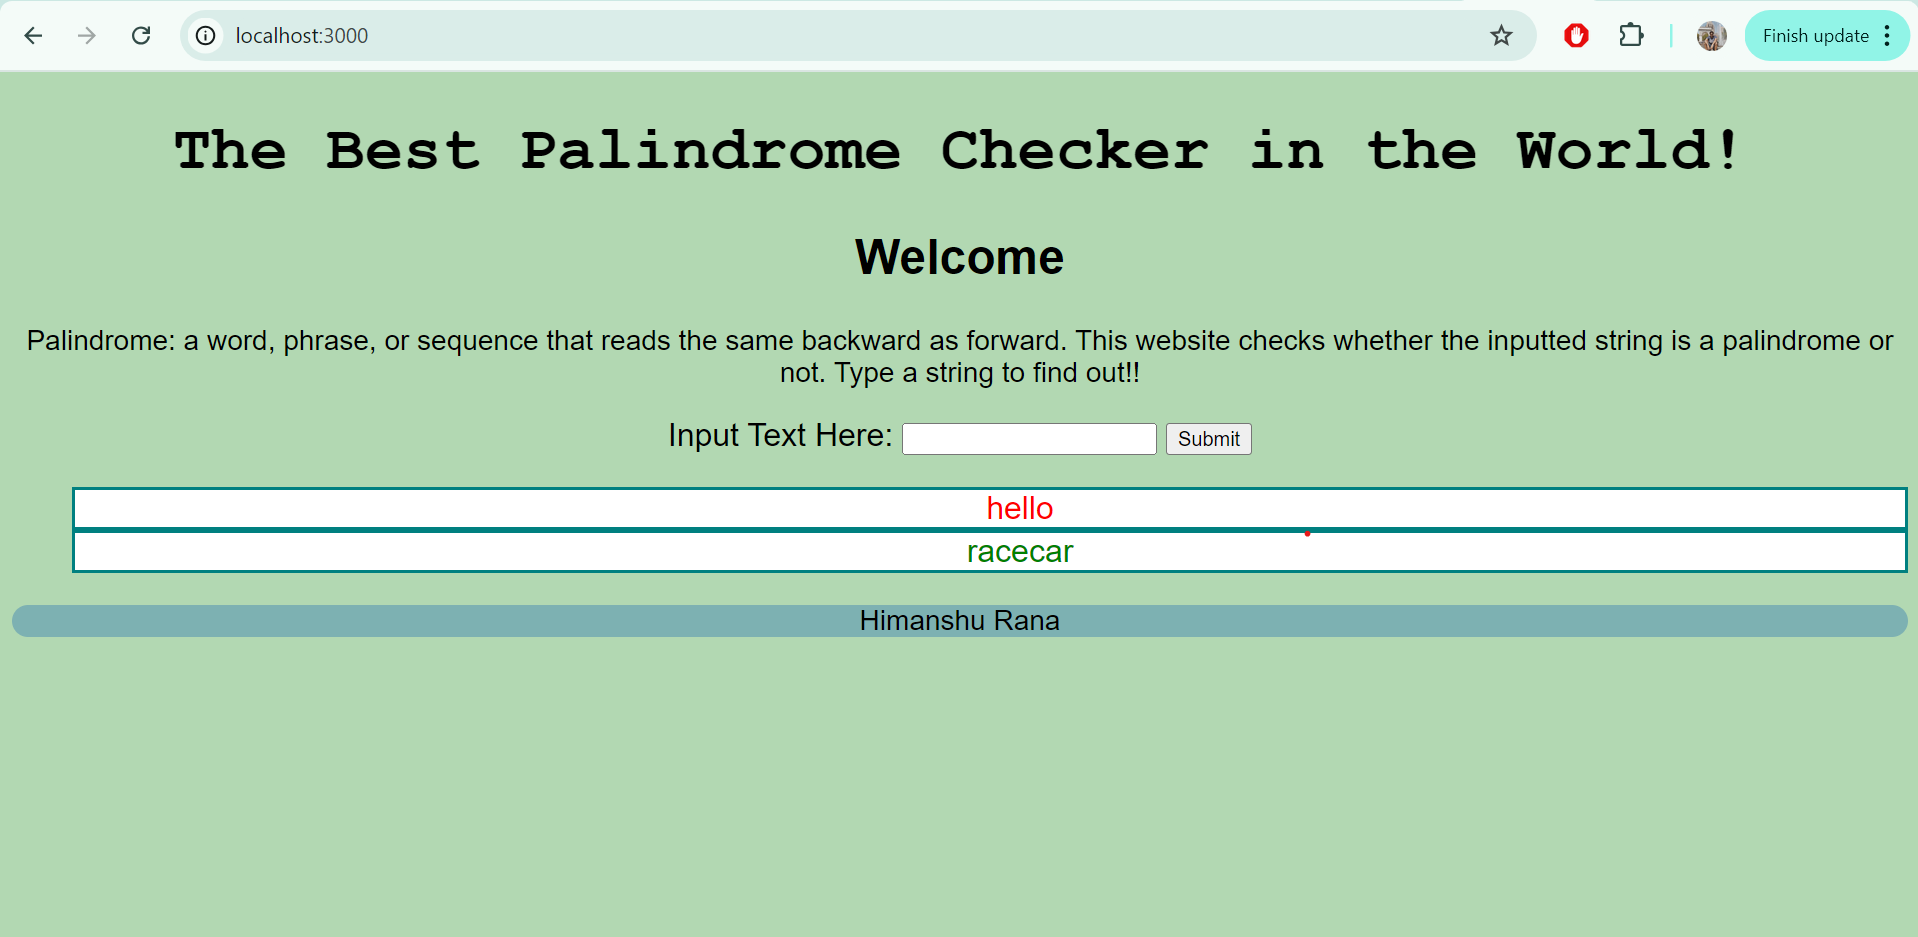 localhost:3000
Finish update
The Best Palindrome Checker in the World!
Welcome
Palindrome: a word, phrase, or sequence that reads the same backward as forward. This website checks whether the inputted string is a palindrome or
not. Type a string to find out!!
Input Text Here: Submit
hello
racecar
Himanshu Rana